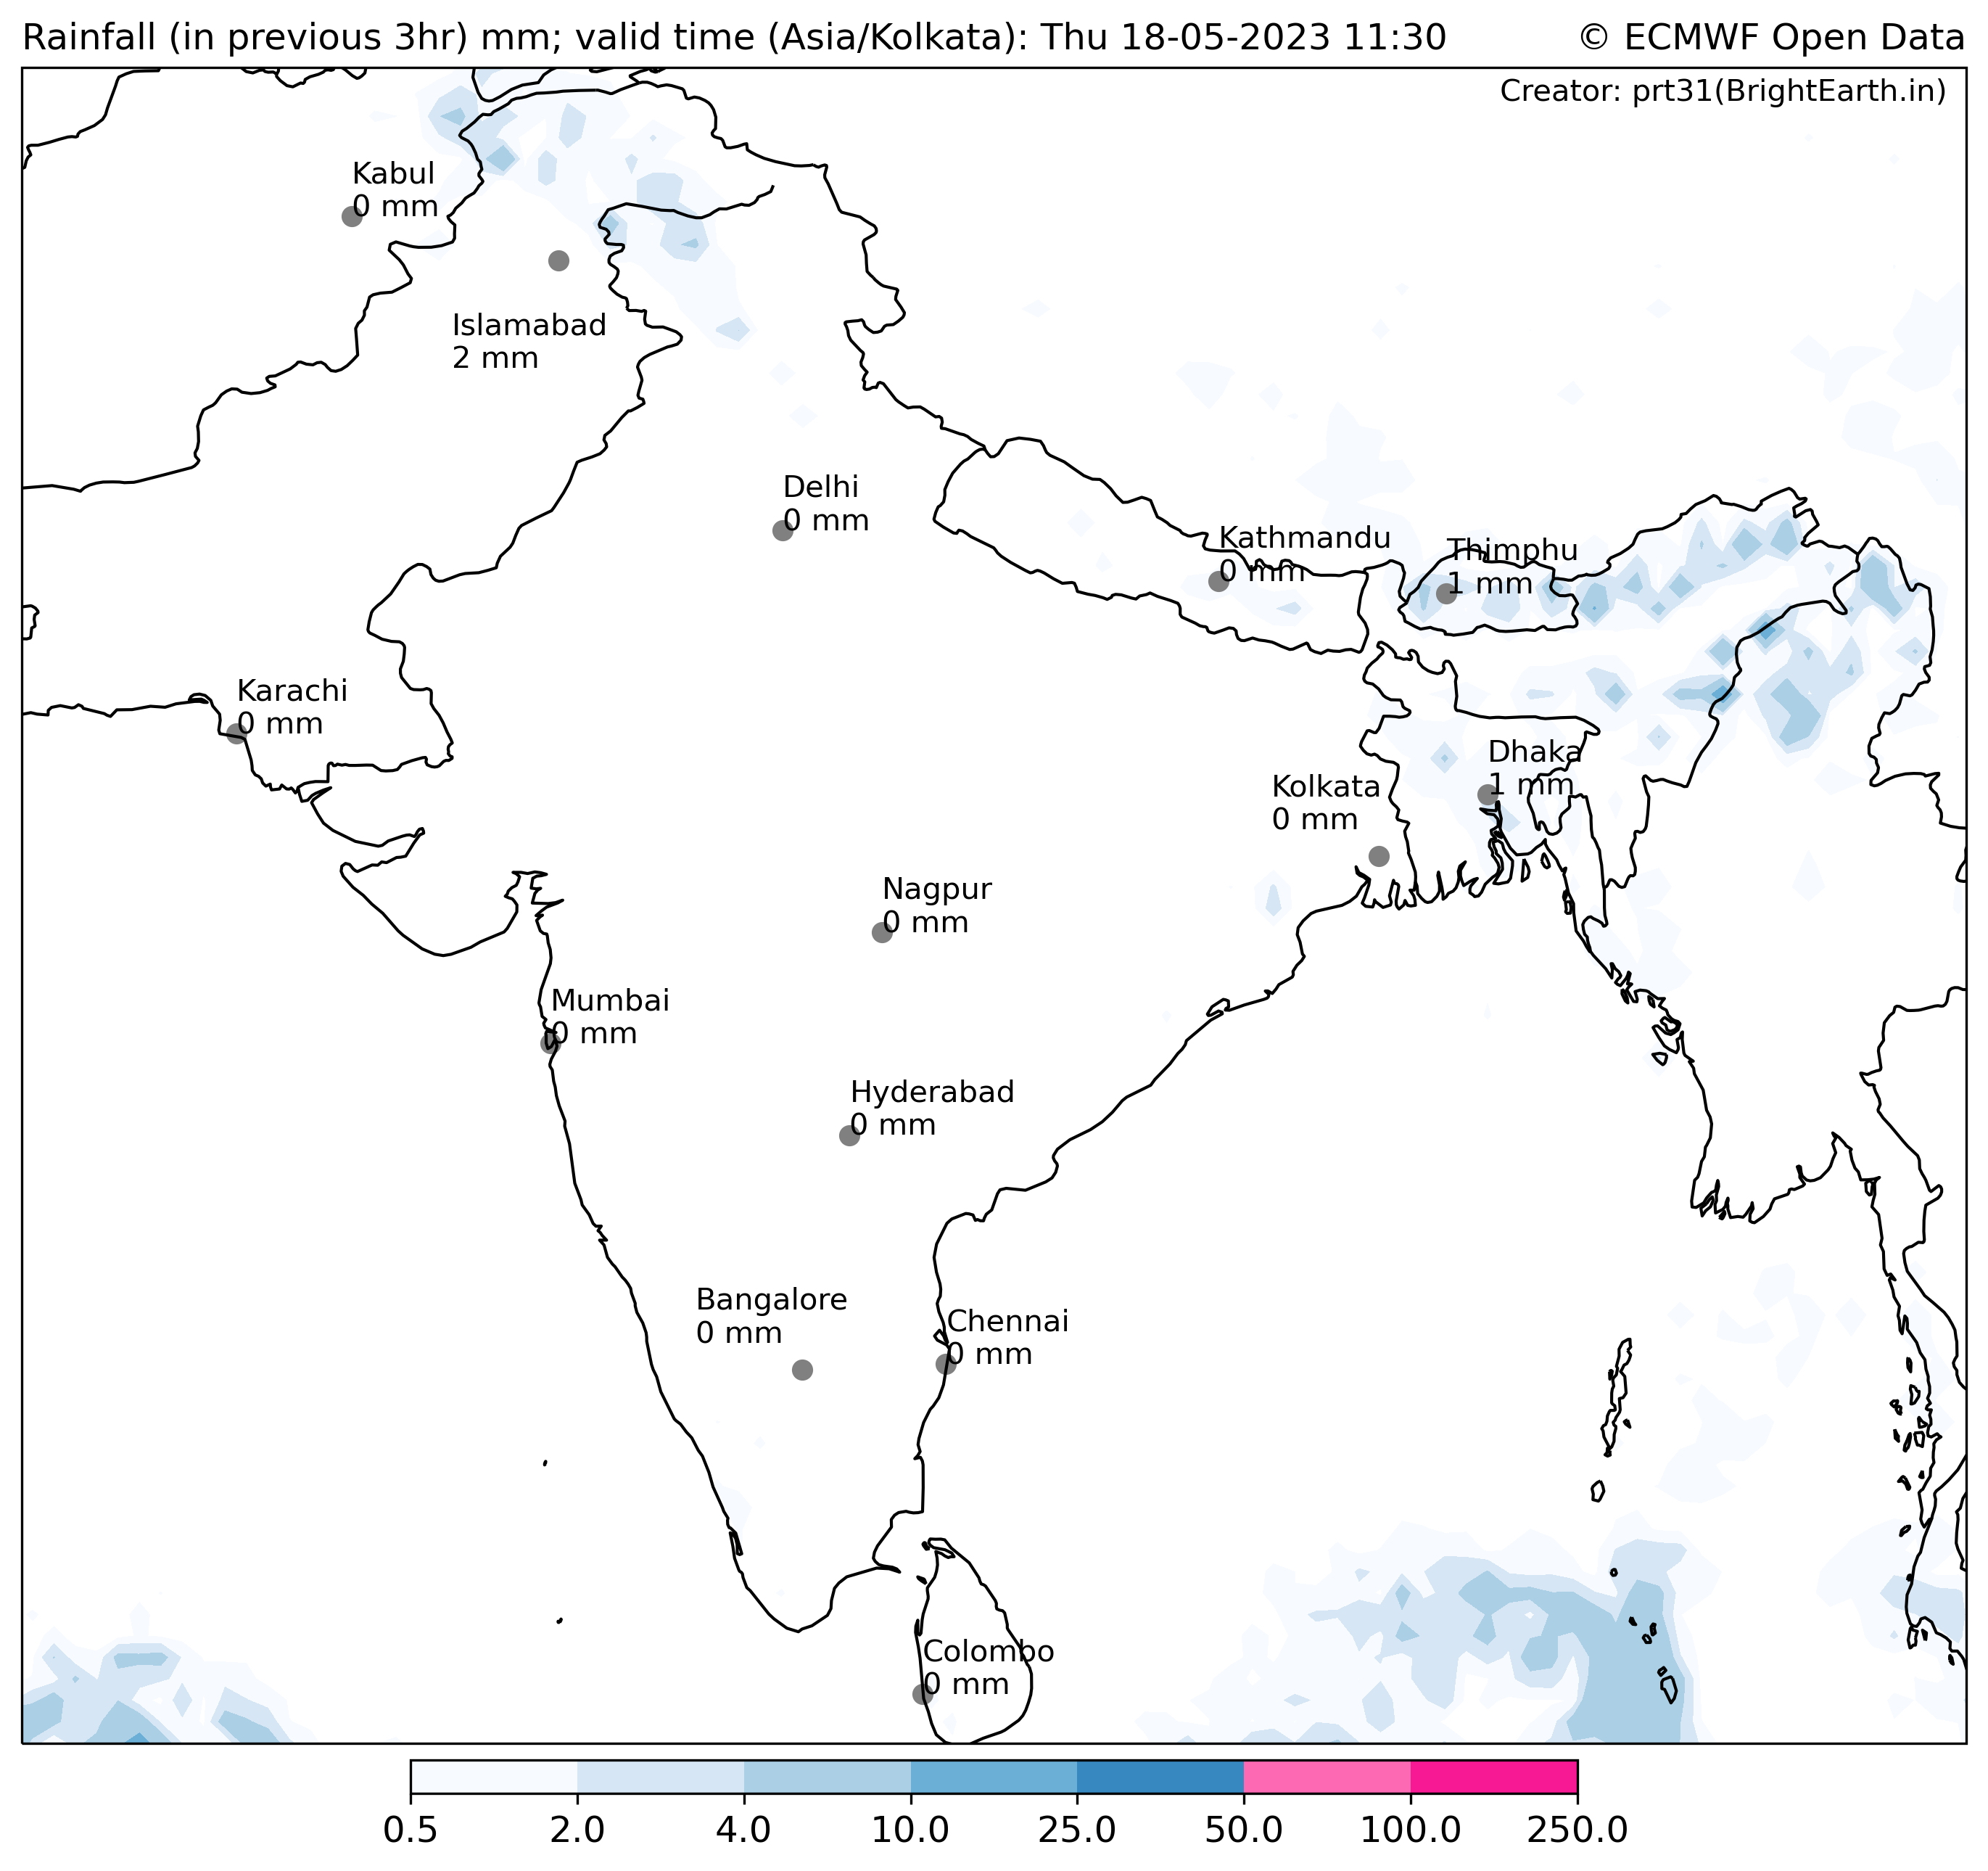 Rainfall (in previous 3hr) mm; valid time (Asia/Kolkata): Thu 18-05-2023 11:30
© ECMWF Open Data
Creator: prt31(BrightEarth.in)
Kabul
0 mm
Islamabad
2 mm
Delhi
0 mm
Kathmandu
0 mm
Thimphu
1 mm
Karachi
0 mm
Dhaka
1 mm
Kolkata
0 mm
Nagpur
0 mm
Mumbai
0 mm
Hyderabad
0 mm
Bangalore
0 mm
Chennai
0 mm
Colombo
0 mm
0.5 2.0 4.0 10.0 25.0 50.0 100.0 250.0